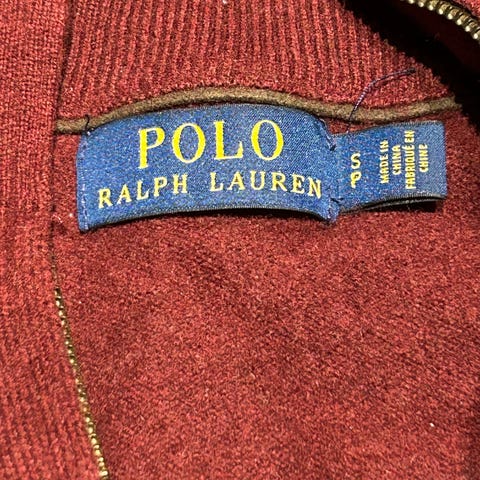 POLO
RALPH LAUREN
S
P
MADE IN
CHINA
FABRIQUÉ EN
CHINE